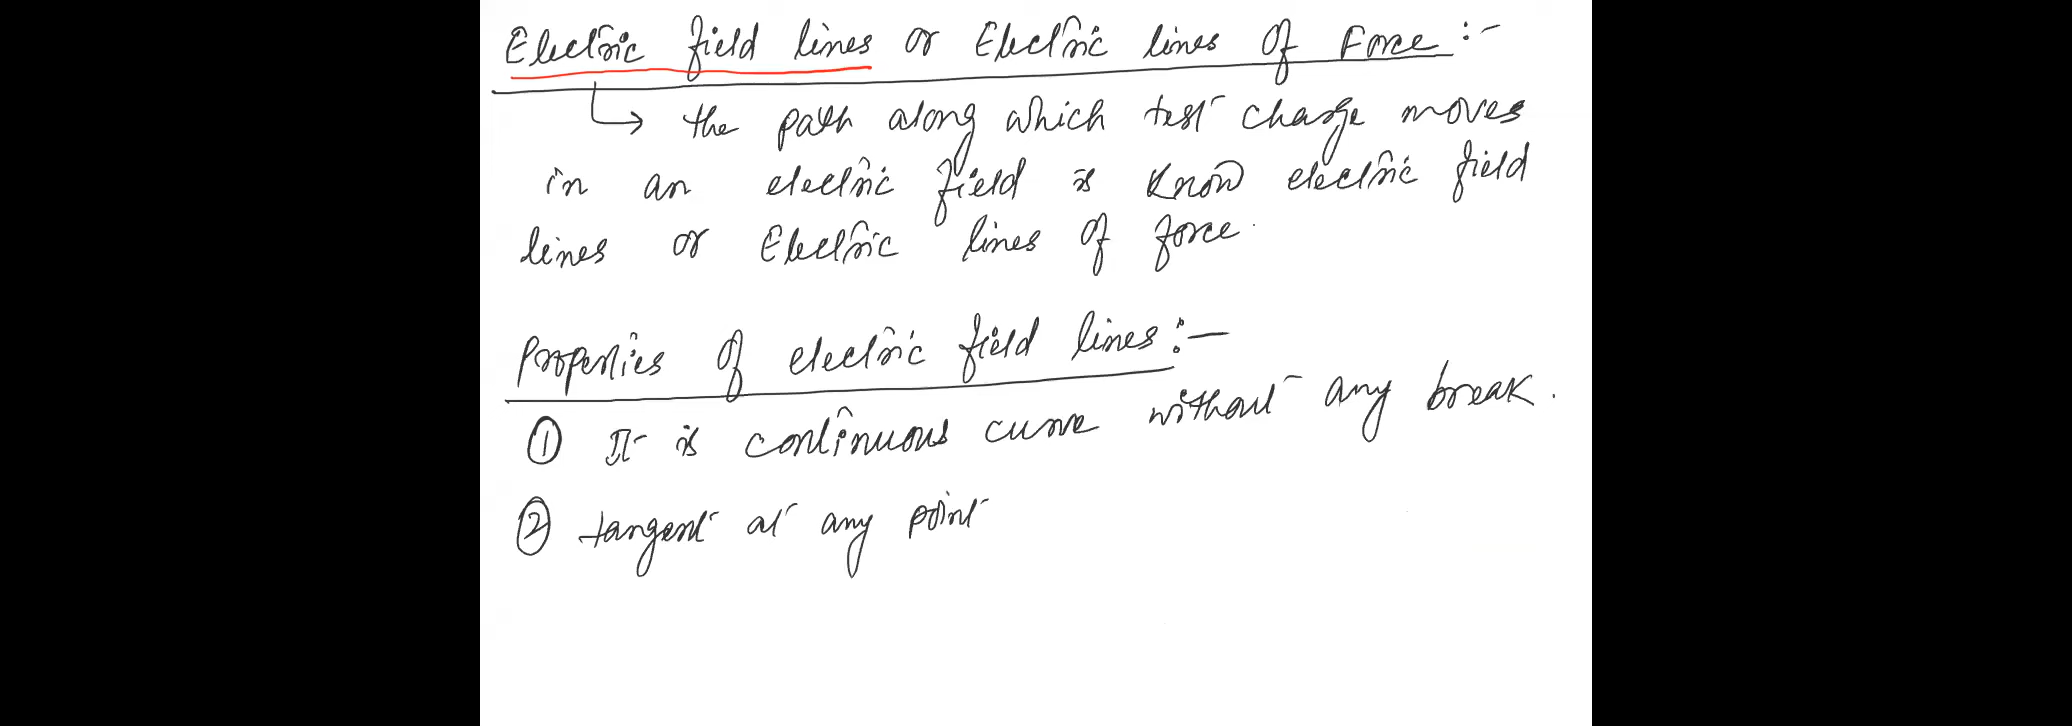 Electric field lines or Electric lines of Force :-
↳ the path along which test charge moves
in an electric field is know electric field
lines or Electric lines of force.
Properties of electric field lines :-
① It is continuous curve without any break.
② tangent at any point